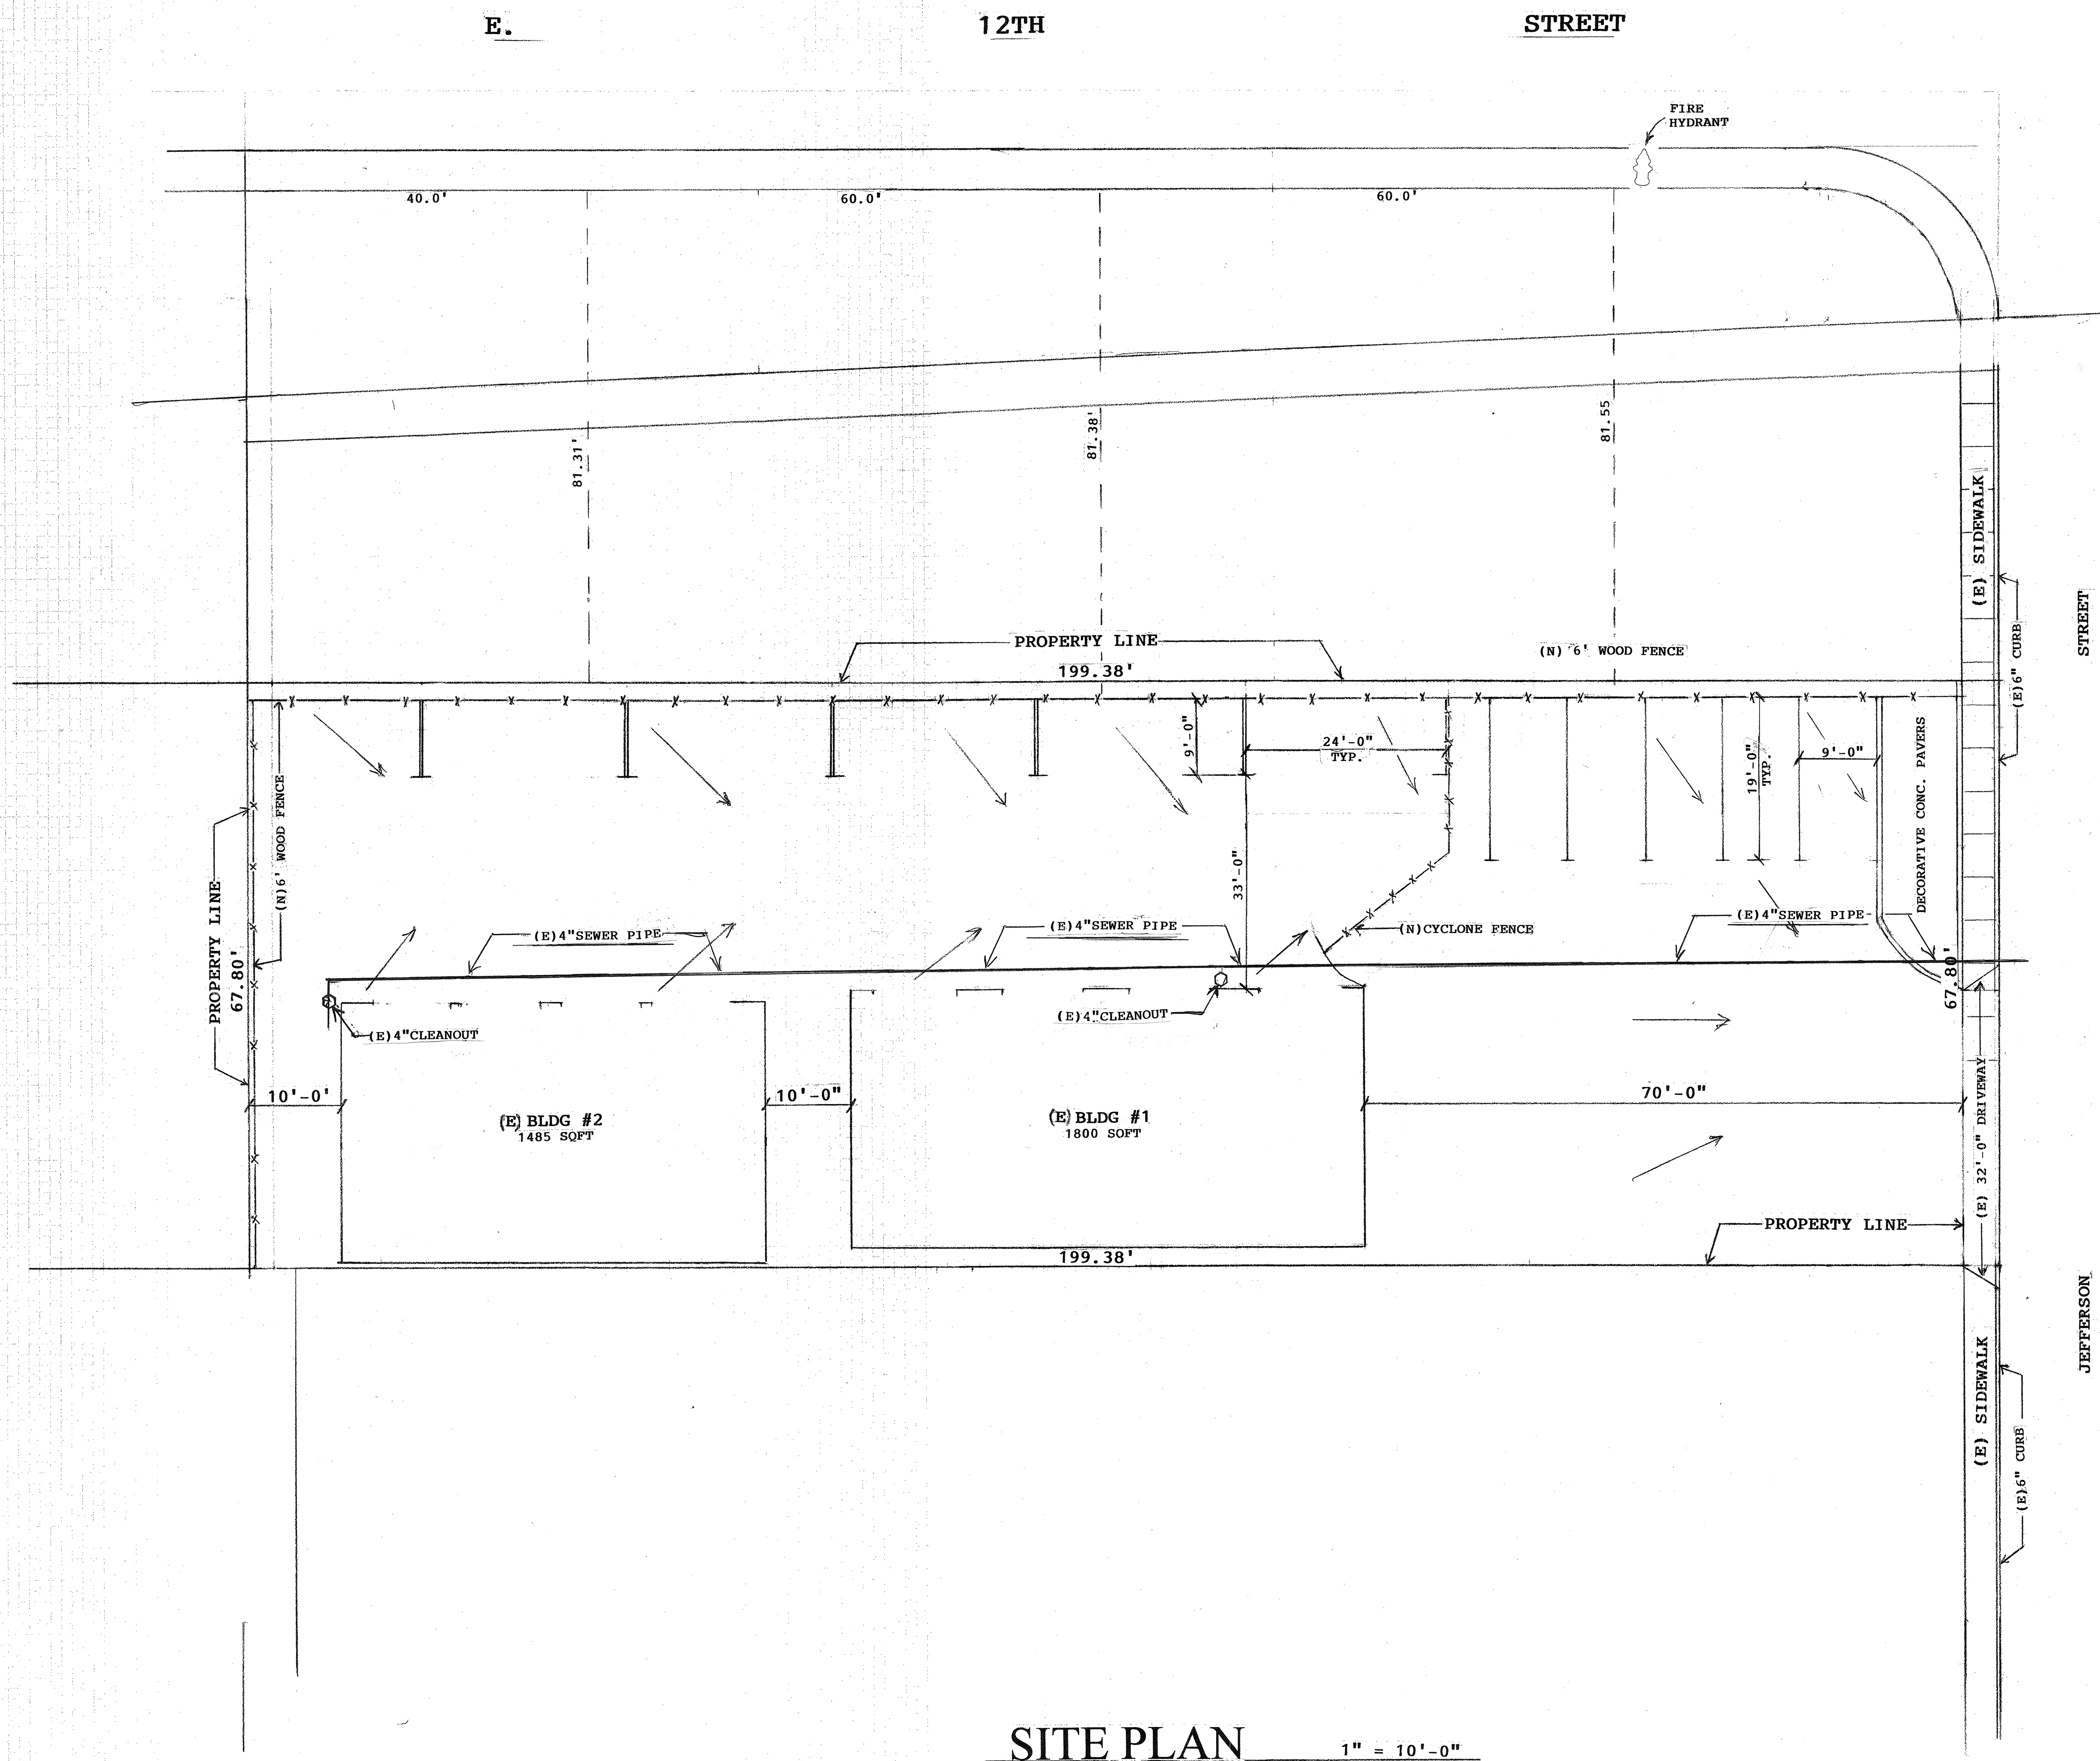 E. 12TH STREET
FIRE
HYDRANT
40.0' 60.0' 60.0'
81.31'
81.38'
81.55
(E) SIDEWALK
(E)6" CURB
STREET
PROPERTY LINE
199.38'
(N) 6' WOOD FENCE
(N)6' WOOD FENCE
9'-0"
24'-0"
TYP.
19'-0"
TYP.
9'-0"
DECORATIVE CONC. PAVERS
PROPERTY LINE
67.80'
33'-0"
(E)4"SEWER PIPE
(E)4"SEWER PIPE
(N)CYCLONE FENCE
(E)4"SEWER PIPE
67.80'
(E)4"CLEANOUT
(E)4"CLEANOUT
10'-0'
10'-0"
70'-0"
(E) BLDG #2
1485 SQFT
(E) BLDG #1
1800 SQFT
(E) 32'-0" DRIVEWAY
PROPERTY LINE
199.38'
JEFFERSON
(E) SIDEWALK
(E)6" CURB
SITE PLAN 1" = 10'-0"